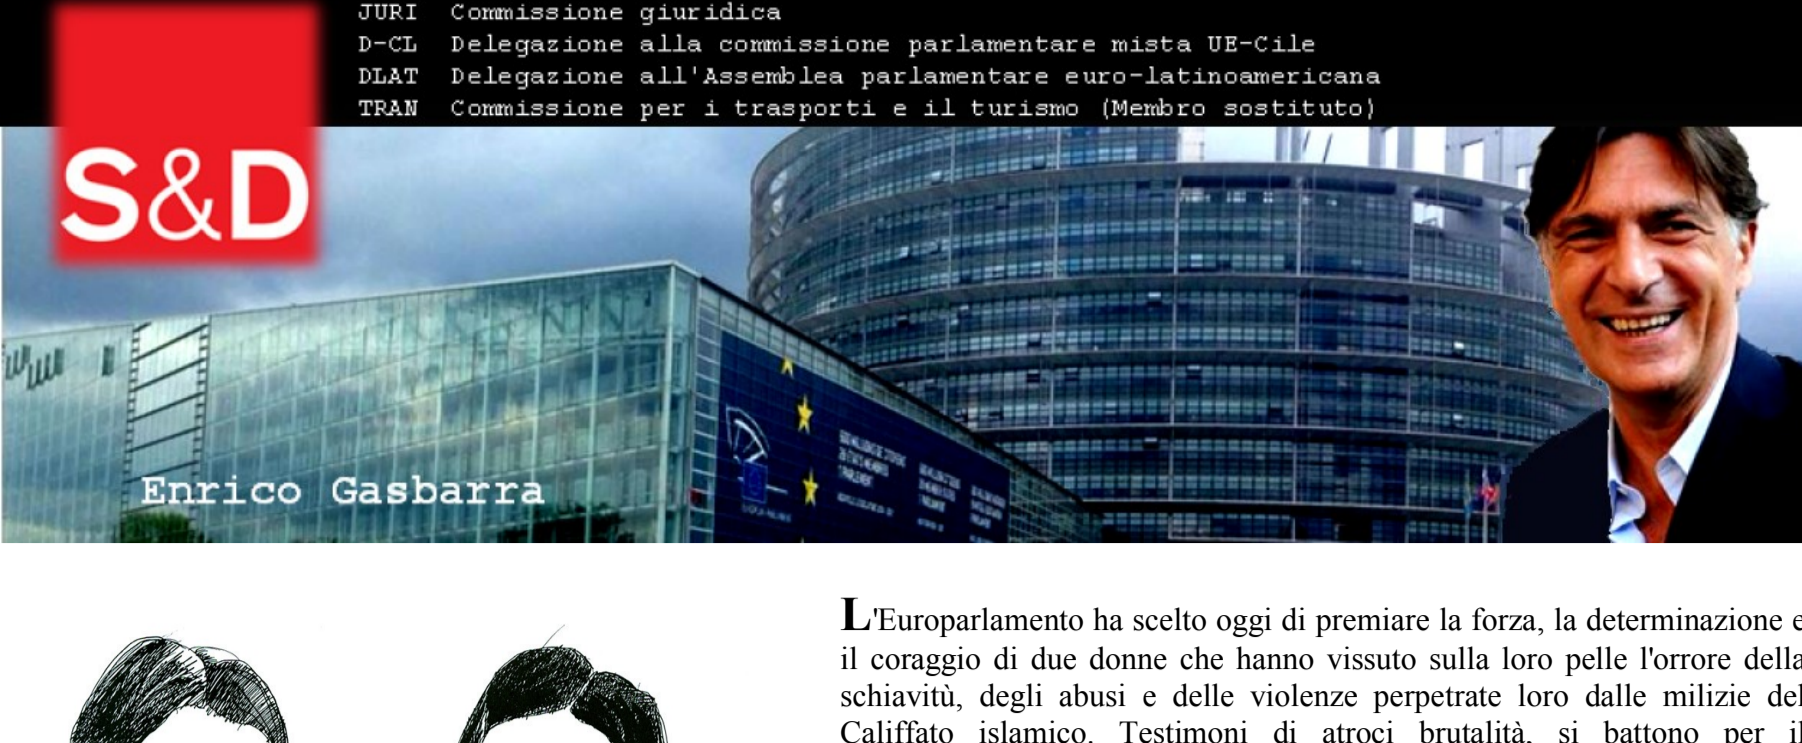 JURI Commissione giuridica
D-CL Delegazione alla commissione parlamentare mista UE-Cile
DLAT Delegazione all'Assemblea parlamentare euro-latinoamericana
TRAN Commissione per i trasporti e il turismo (Membro sostituto)
S&D
Enrico Gasbarra
L'Europarlamento ha scelto oggi di premiare la forza, la determinazione e
il coraggio di due donne che hanno vissuto sulla loro pelle l'orrore della
schiavitù, degli abusi e delle violenze perpetrate loro dalle milizie del
Califfato islamico. Testimoni di atroci brutalità, si battono per il